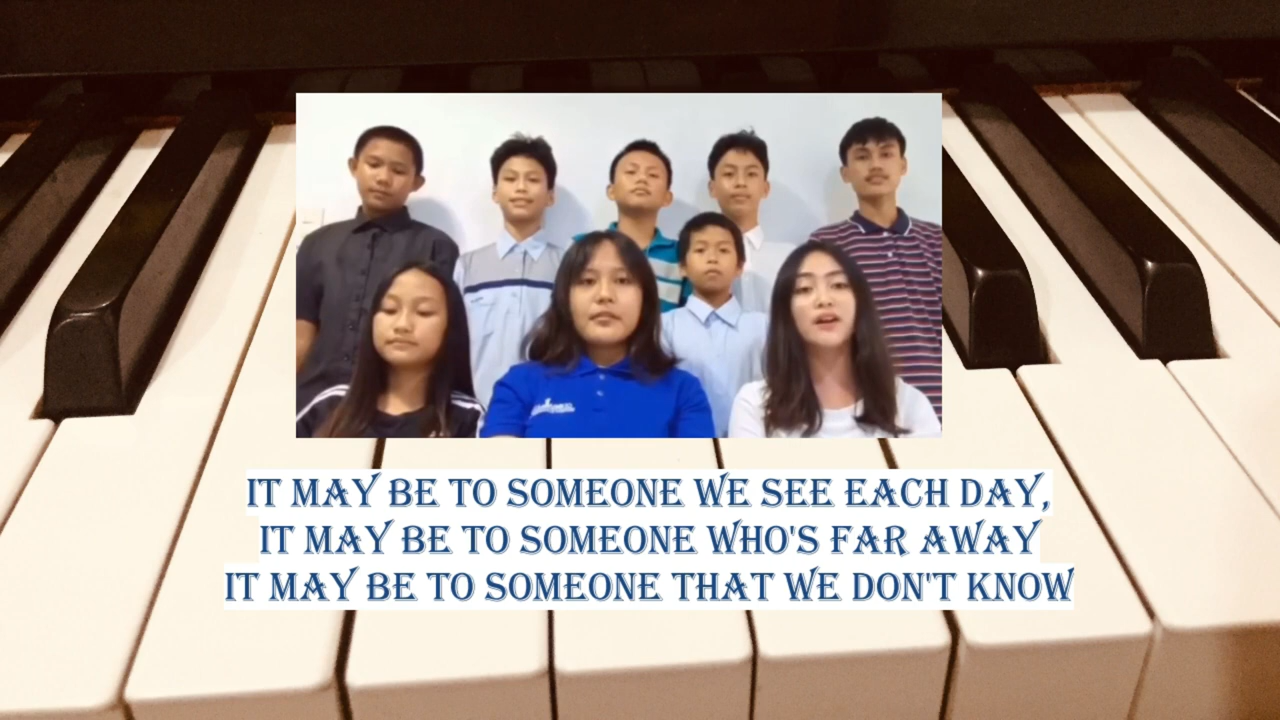 IT MAY BE TO SOMEONE WE SEE EACH DAY,
IT MAY BE TO SOMEONE WHO'S FAR AWAY
IT MAY BE TO SOMEONE THAT WE DON'T KNOW